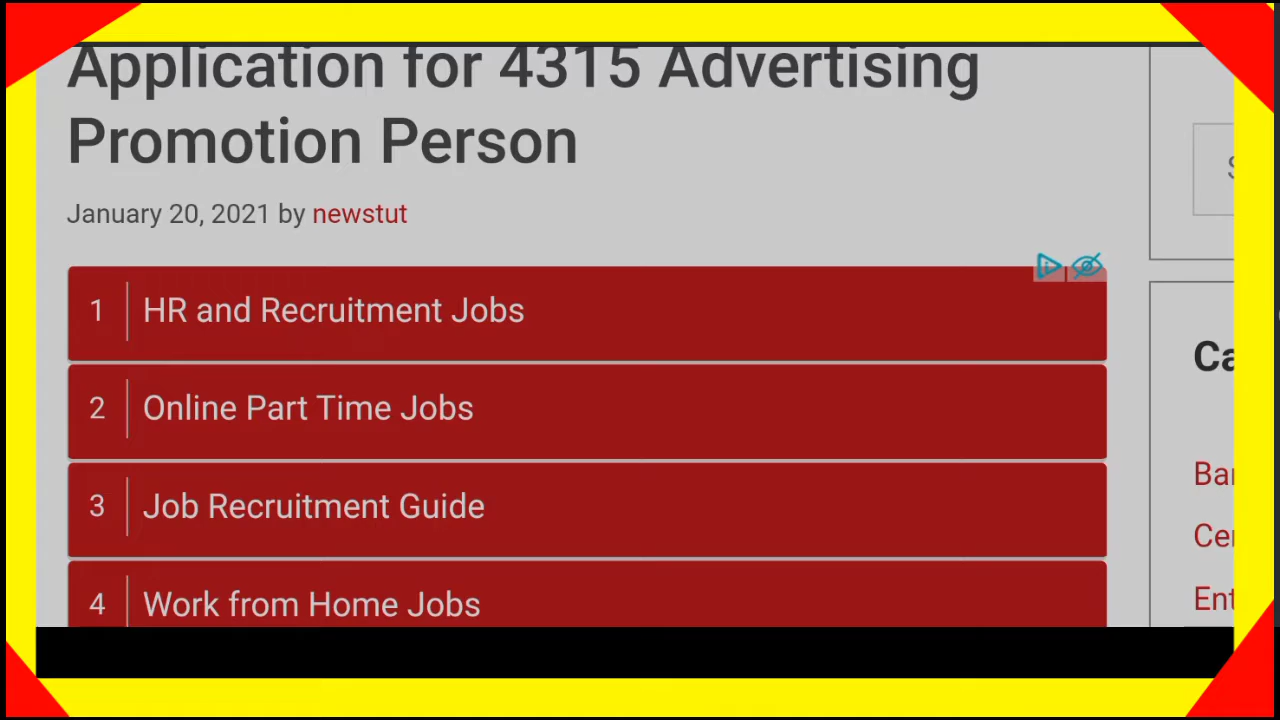 Application for 4315 Advertising
Promotion Person
January 20, 2021 by newstut
1 HR and Recruitment Jobs
2 Online Part Time Jobs
3 Job Recruitment Guide
4 Work from Home Jobs